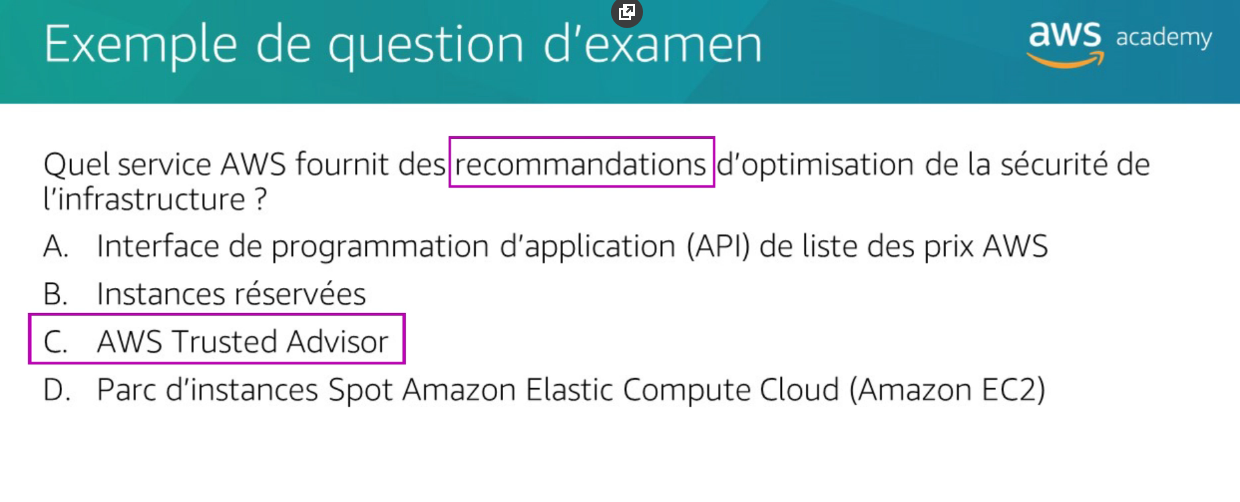 Exemple de question d'examen
aws academy
Quel service AWS fournit des recommandations d'optimisation de la sécurité de
l'infrastructure ?
A. Interface de programmation d'application (API) de liste des prix AWS
B. Instances réservées
C. AWS Trusted Advisor
D. Parc d'instances Spot Amazon Elastic Compute Cloud (Amazon EC2)